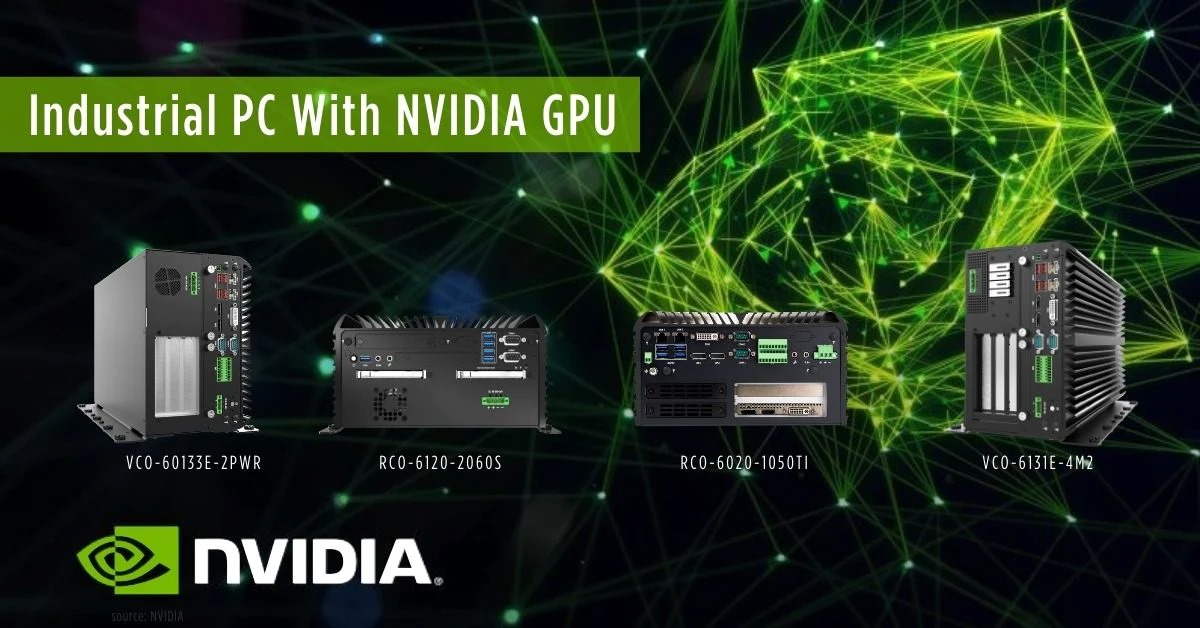 Industrial PC With NVIDIA GPU
VCO-60133E-2PWR
RCO-6120-2060S
RCO-6020-1050TI
VCO-6131E-4M2
NVIDIA
source: NVIDIA